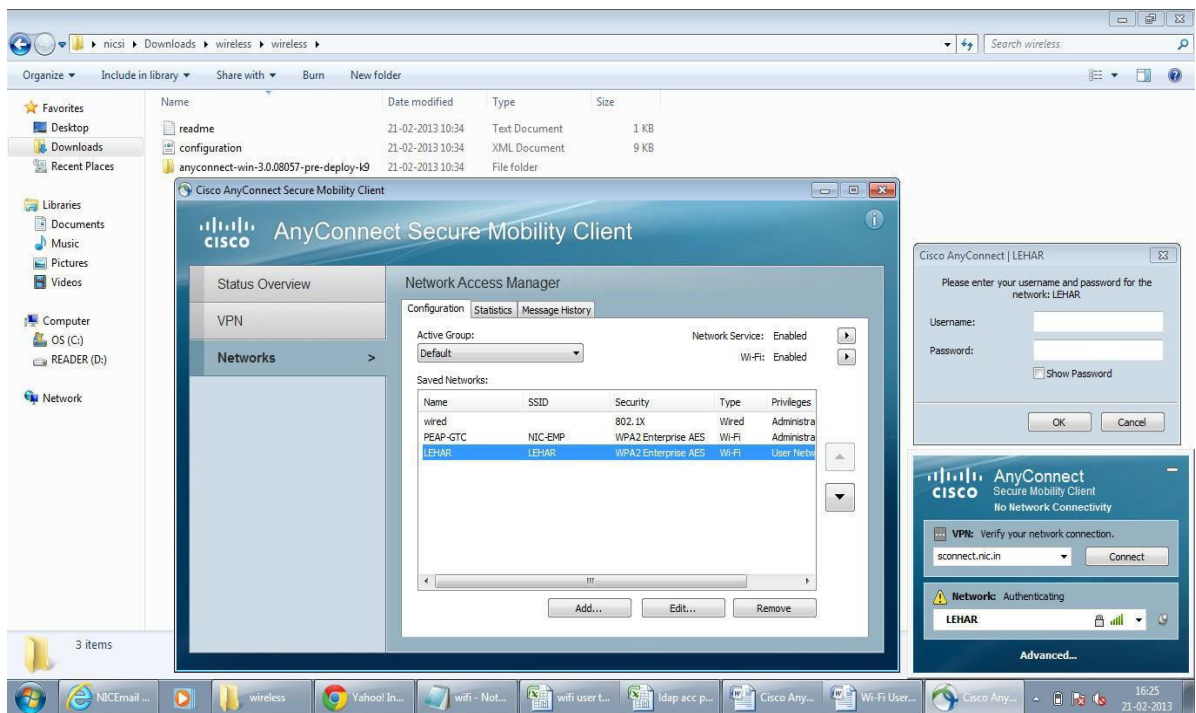 nicsi ▸ Downloads ▸ wireless ▸ wireless ▸
Search wireless
Organize Include in library Share with Burn New folder
Favorites
Desktop
Downloads
Recent Places
Libraries
Documents
Music
Pictures
Videos
Computer
OS (C:)
READER (D:)
Network
Name Date modified Type Size
readme 21-02-2013 10:34 Text Document 1 KB
configuration 21-02-2013 10:34 XML Document 9 KB
anyconnect-win-3.0.08057-pre-deploy-k9 21-02-2013 10:34 File folder
Cisco AnyConnect Secure Mobility Client
CISCO AnyConnect Secure Mobility Client
Status Overview
VPN
Networks >
Network Access Manager
Configuration Statistics Message History
Active Group:
Default
Network Service: Enabled
Wi-Fi: Enabled
Saved Networks:
Name SSID Security Type Privileges
wired 802.1X Wired Administra
PEAP-GTC NIC-EMP WPA2 Enterprise AES Wi-Fi Administra
LEHAR LEHAR WPA2 Enterprise AES Wi-Fi User Netw
Add... Edit... Remove
Cisco AnyConnect | LEHAR
Please enter your username and password for the
network: LEHAR
Username:
Password:
Show Password
OK Cancel
CISCO AnyConnect
Secure Mobility Client
No Network Connectivity
VPN: Verify your network connection.
sconnect.nic.in Connect
Network: Authenticating
LEHAR
Advanced...
3 items
NICEmail ... wireless Yahoo! In... wifi - Not... wifi user t... ldap acc p... Cisco Any... Wi-Fi User... Cisco Any... 16:25
21-02-2013